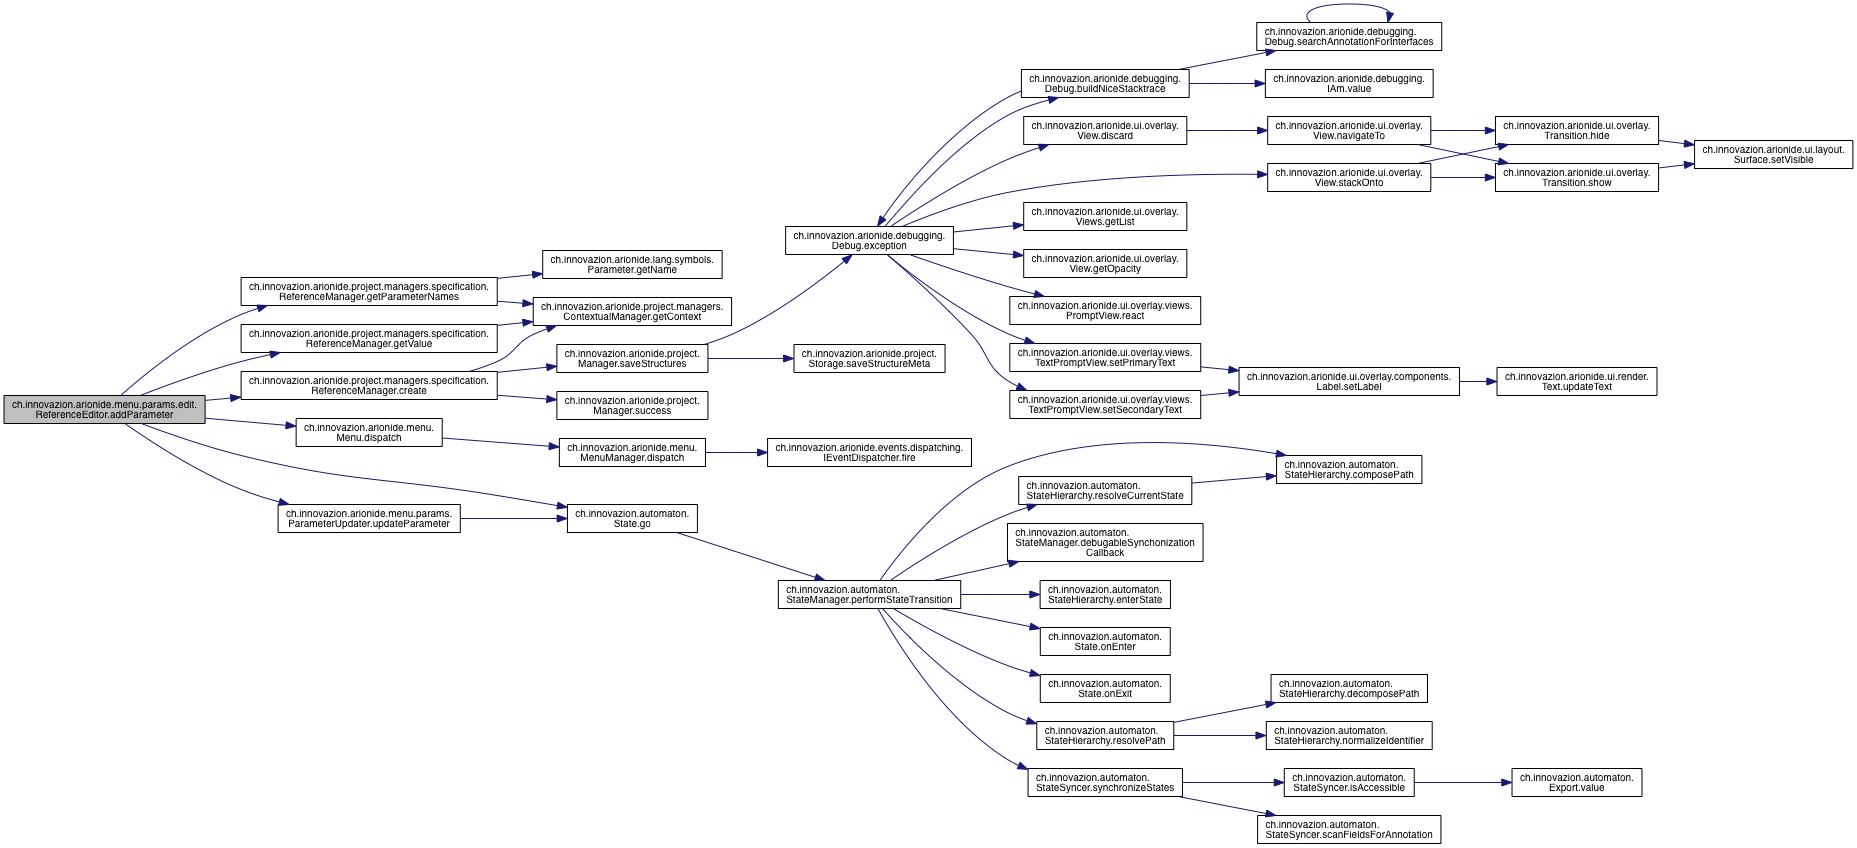 ch.innovazion.arionide.menu.params.edit.
ReferenceEditor.addParameter
ch.innovazion.arionide.project.managers.specification.
ReferenceManager.getParameterNames
ch.innovazion.arionide.project.managers.specification.
ReferenceManager.getValue
ch.innovazion.arionide.project.managers.specification.
ReferenceManager.create
ch.innovazion.arionide.menu.
Menu.dispatch
ch.innovazion.arionide.menu.params.
ParameterUpdater.updateParameter
ch.innovazion.arionide.lang.symbols.
Parameter.getName
ch.innovazion.arionide.project.managers.
ContextualManager.getContext
ch.innovazion.arionide.project.
Manager.saveStructures
ch.innovazion.arionide.project.
Manager.success
ch.innovazion.arionide.menu.
MenuManager.dispatch
ch.innovazion.automaton.
State.go
ch.innovazion.arionide.debugging.
Debug.exception
ch.innovazion.arionide.project.
Storage.saveStructureMeta
ch.innovazion.arionide.events.dispatching.
IEventDispatcher.fire
ch.innovazion.automaton.
StateManager.performStateTransition
ch.innovazion.arionide.debugging.
Debug.buildNiceStacktrace
ch.innovazion.arionide.ui.overlay.
View.discard
ch.innovazion.arionide.ui.overlay.
Views.getList
ch.innovazion.arionide.ui.overlay.
View.getOpacity
ch.innovazion.arionide.ui.overlay.views.
PromptView.react
ch.innovazion.arionide.ui.overlay.views.
TextPromptView.setPrimaryText
ch.innovazion.arionide.ui.overlay.views.
TextPromptView.setSecondaryText
ch.innovazion.automaton.
StateHierarchy.resolveCurrentState
ch.innovazion.automaton.
StateManager.debugableSynchonization
Callback
ch.innovazion.automaton.
StateHierarchy.enterState
ch.innovazion.automaton.
State.onEnter
ch.innovazion.automaton.
State.onExit
ch.innovazion.automaton.
StateHierarchy.resolvePath
ch.innovazion.automaton.
StateSyncer.synchronizeStates
ch.innovazion.arionide.debugging.
Debug.searchAnnotationForInterfaces
ch.innovazion.arionide.debugging.
IAm.value
ch.innovazion.arionide.ui.overlay.
View.navigateTo
ch.innovazion.arionide.ui.overlay.
View.stackOnto
ch.innovazion.arionide.ui.overlay.components.
Label.setLabel
ch.innovazion.automaton.
StateHierarchy.composePath
ch.innovazion.automaton.
StateHierarchy.decomposePath
ch.innovazion.automaton.
StateHierarchy.normalizeIdentifier
ch.innovazion.automaton.
StateSyncer.isAccessible
ch.innovazion.automaton.
StateSyncer.scanFieldsForAnnotation
ch.innovazion.arionide.ui.overlay.
Transition.hide
ch.innovazion.arionide.ui.overlay.
Transition.show
ch.innovazion.arionide.ui.render.
Text.updateText
ch.innovazion.automaton.
Export.value
ch.innovazion.arionide.ui.layout.
Surface.setVisible